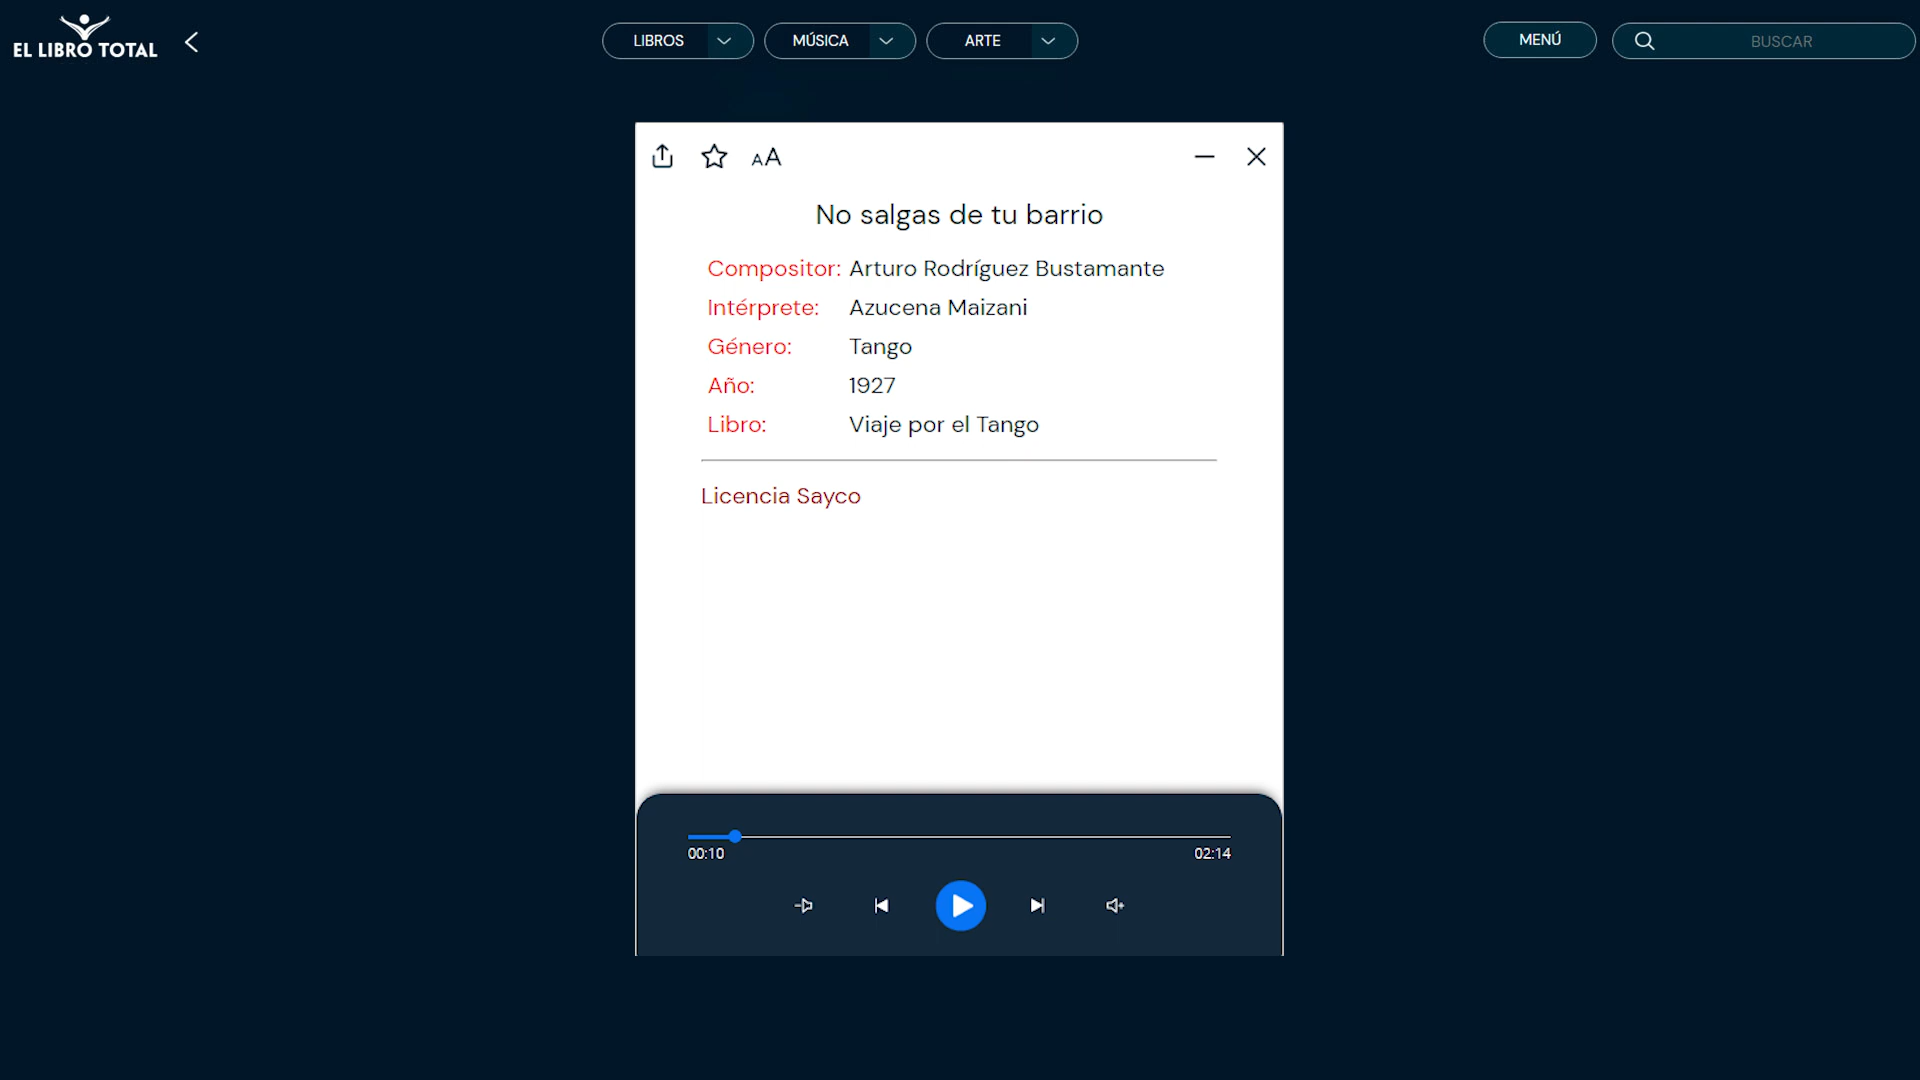 EL LIBRO TOTAL
LIBROS
MÚSICA
ARTE
MENÚ
BUSCAR
AA
No salgas de tu barrio
Compositor: Arturo Rodríguez Bustamante
Intérprete: Azucena Maizani
Género: Tango
Año: 1927
Libro: Viaje por el Tango
Licencia Sayco
00:10
02:14